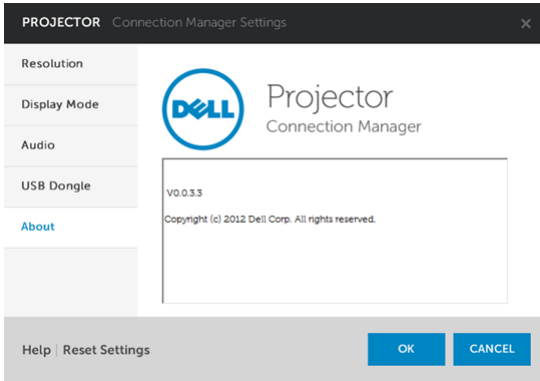 PROJECTOR Connection Manager Settings ×
Resolution
Display Mode
Audio
USB Dongle
About
DELL
Projector
Connection Manager
V0.0.3.3
Copyright (c) 2012 Dell Corp. All rights reserved.
Help | Reset Settings
OK
CANCEL